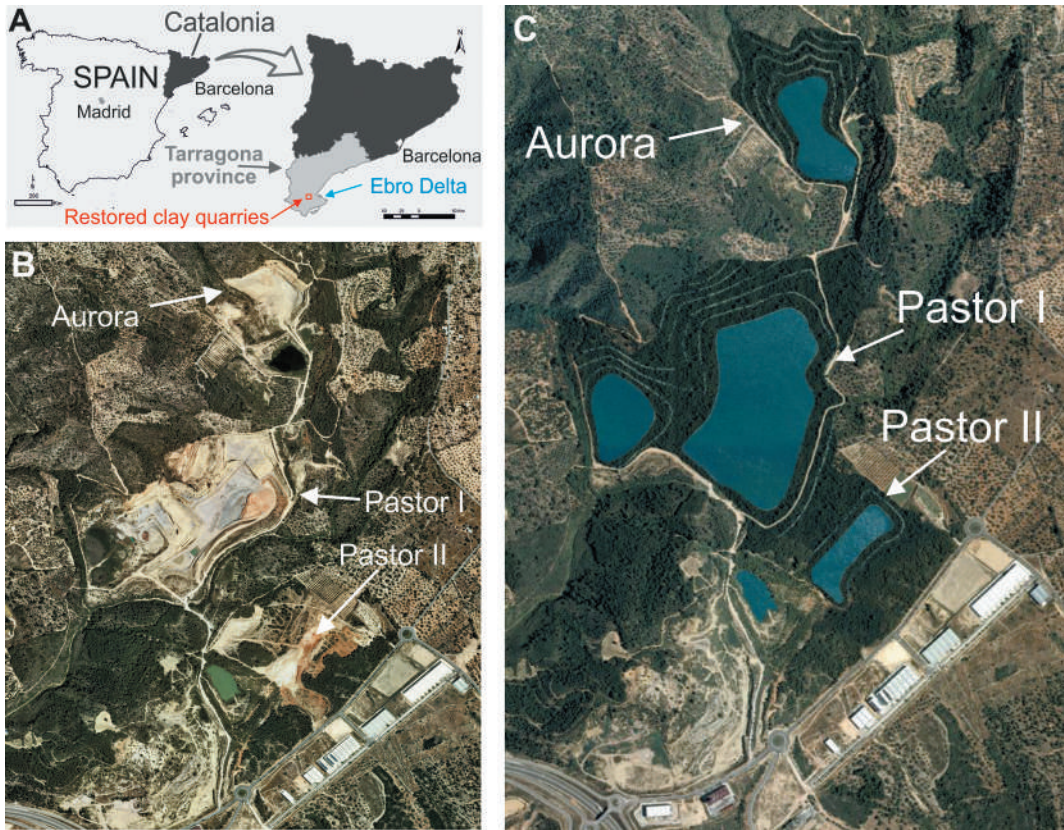 A
Catalonia
SPAIN
Madrid
Barcelona
N
Tarragona
province
Barcelona
Ebro Delta
Restored clay quarries
200
B
Aurora
Pastor I
Pastor II
C
Aurora
Pastor I
Pastor II